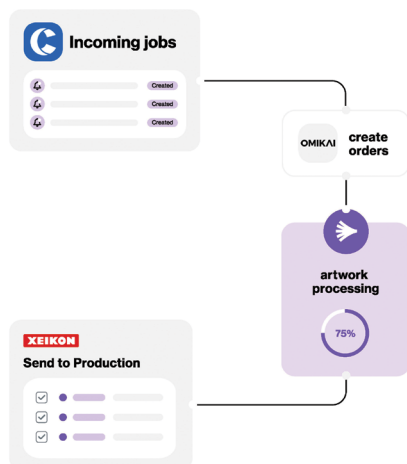 Incoming jobs
Created
Created
Created
OMIKAI
create
orders
artwork
processing
75%
XEIKON
Send to Production